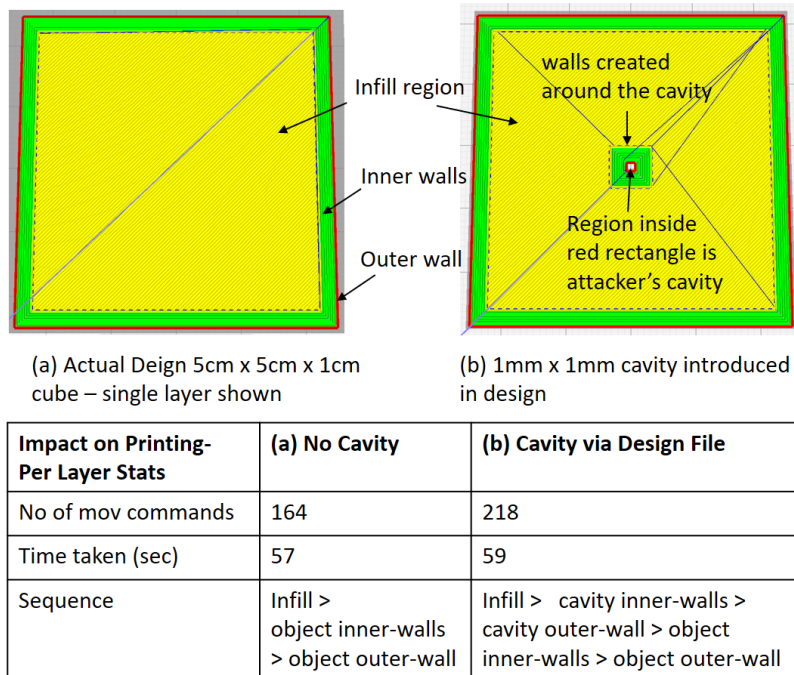 Infill region
Inner walls
Outer wall
walls created
around the cavity
Region inside
red rectangle is
attacker's cavity
(a) Actual Deign 5cm x 5cm x 1cm
cube – single layer shown
(b) 1mm x 1mm cavity introduced
in design
Impact on Printing-
Per Layer Stats
(a) No Cavity
(b) Cavity via Design File
No of mov commands
164
218
Time taken (sec)
57
59
Sequence
Infill >
object inner-walls
> object outer-wall
Infill > cavity inner-walls >
cavity outer-wall > object
inner-walls > object outer-wall